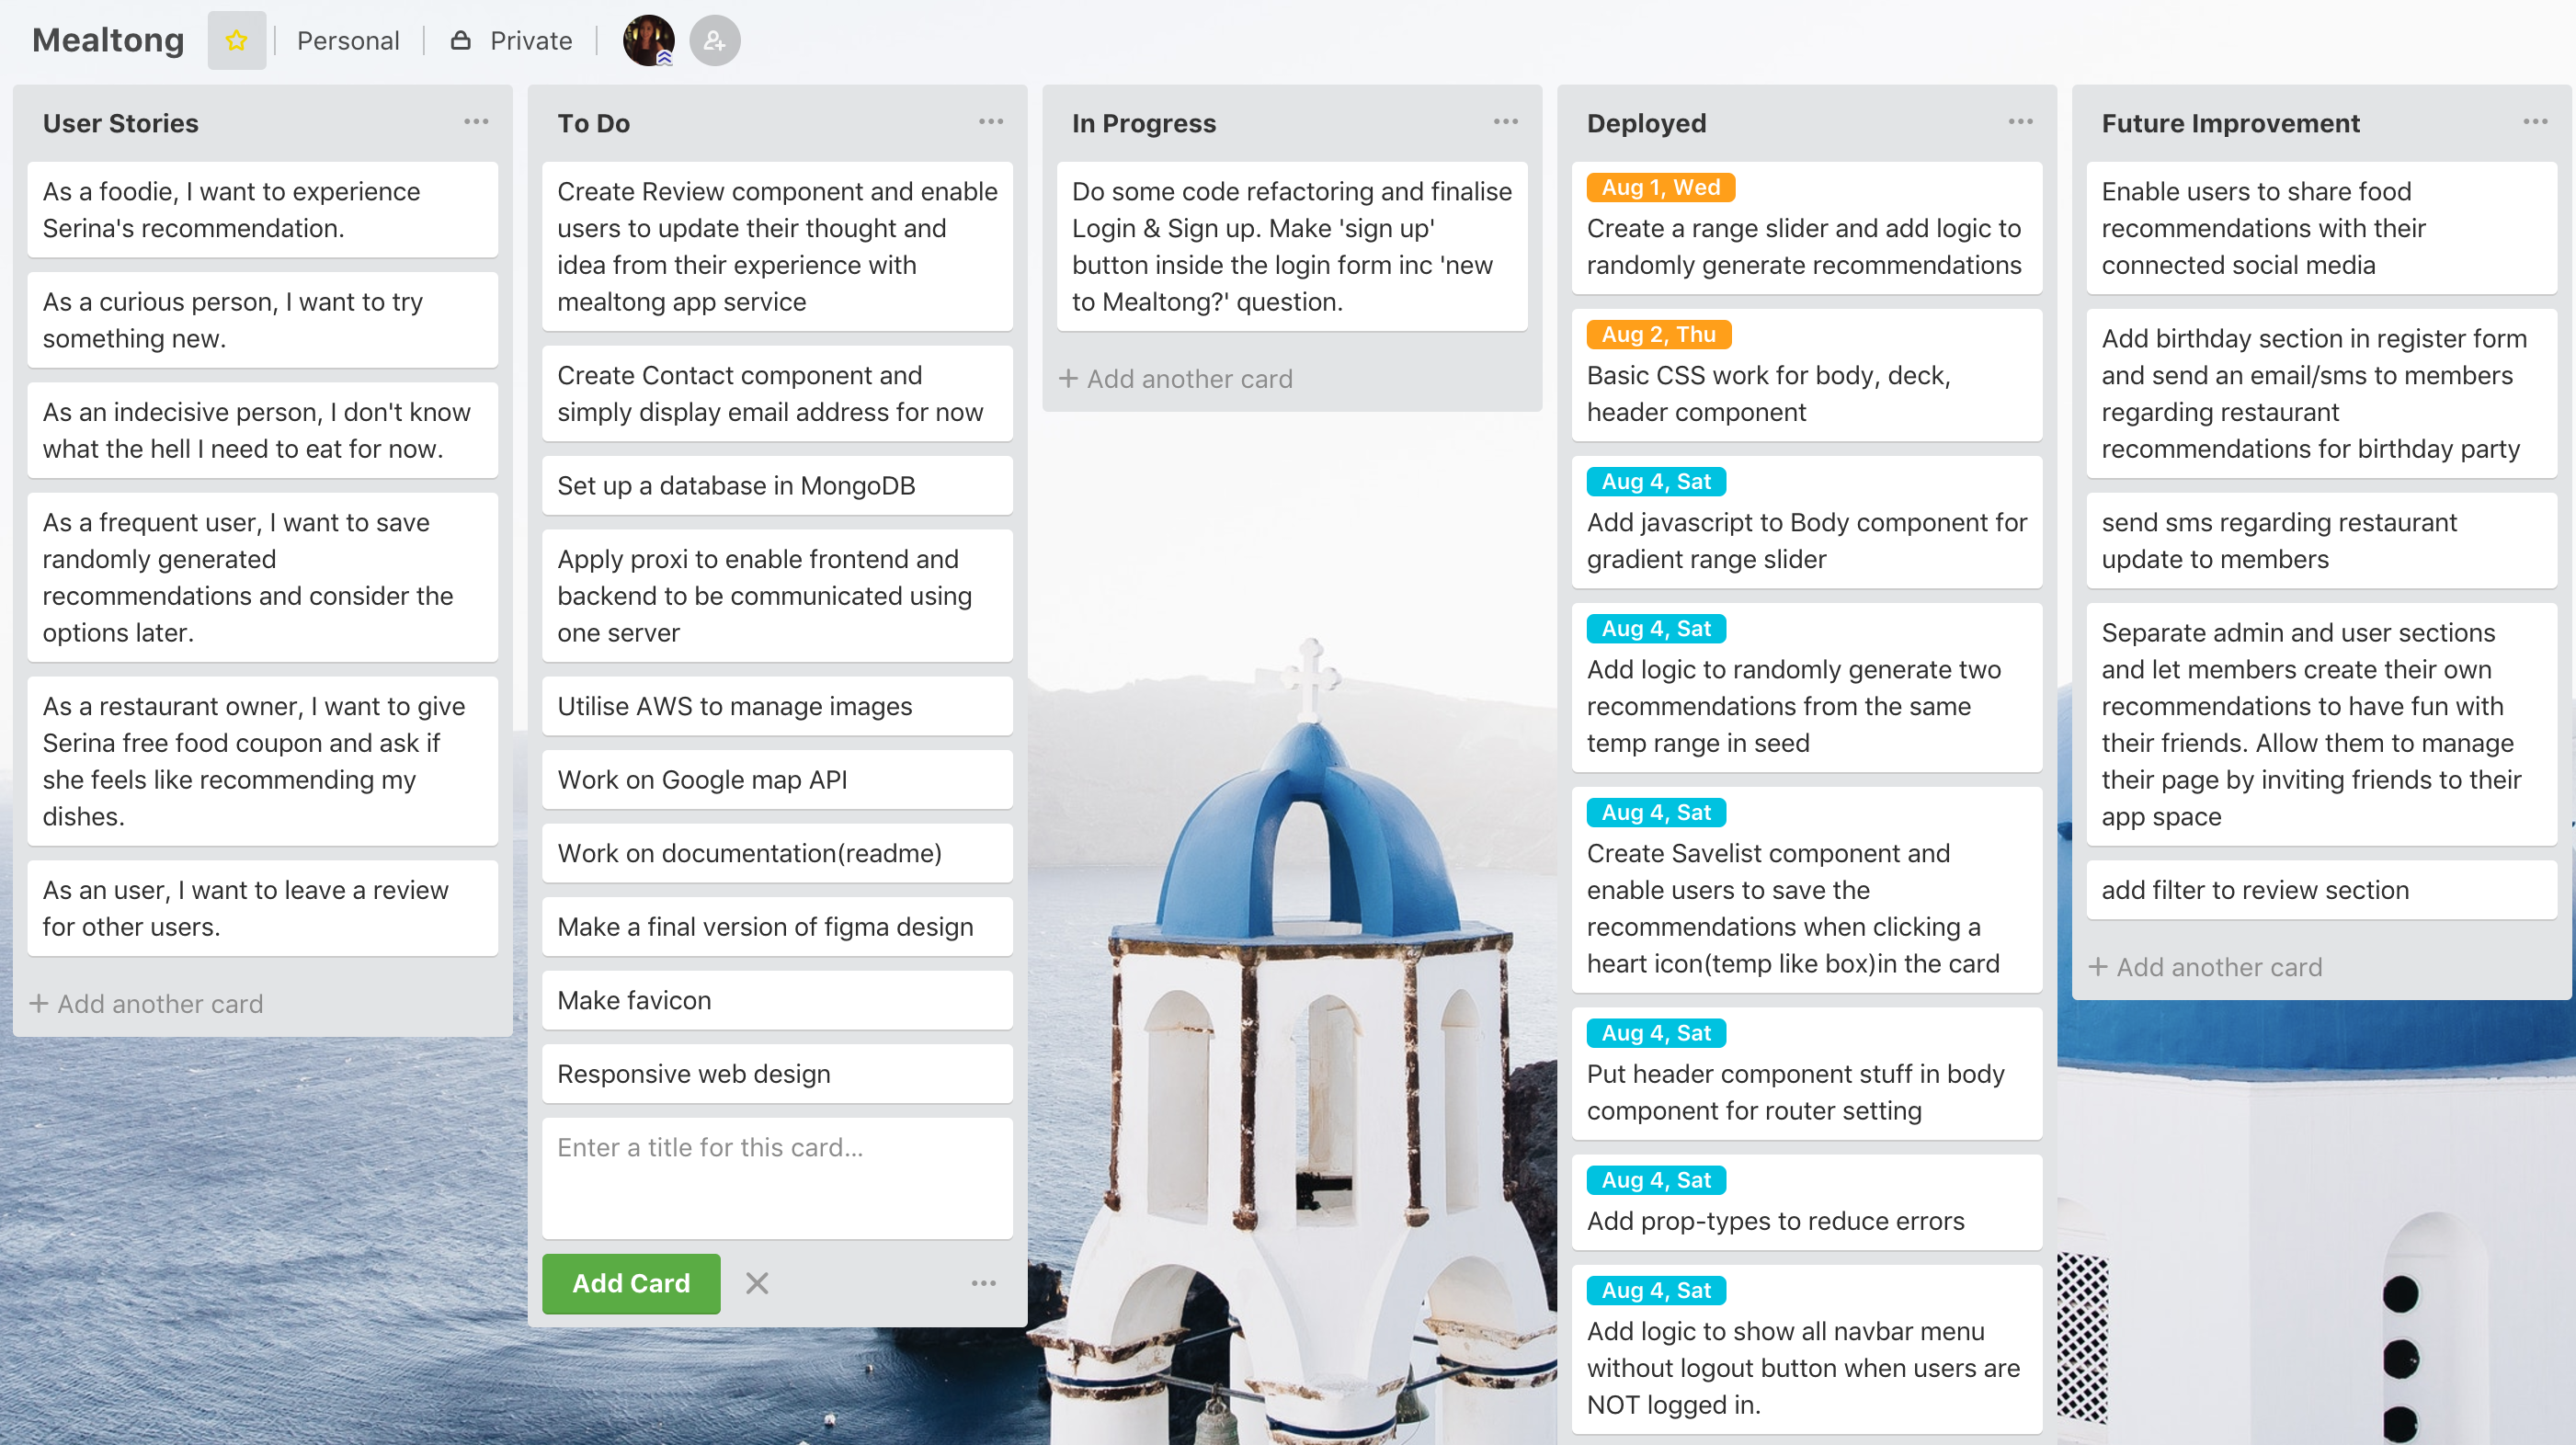 Mealtong
Personal
Private
User Stories
As a foodie, I want to experience
Serina's recommendation.
As a curious person, I want to try
something new.
As an indecisive person, I don't know
what the hell I need to eat for now.
As a frequent user, I want to save
randomly generated
recommendations and consider the
options later.
As a restaurant owner, I want to give
Serina free food coupon and ask if
she feels like recommending my
dishes.
As an user, I want to leave a review
for other users.
+ Add another card
To Do
Create Review component and enable
users to update their thought and
idea from their experience with
mealtong app service
Create Contact component and
simply display email address for now
Set up a database in MongoDB
Apply proxi to enable frontend and
backend to be communicated using
one server
Utilise AWS to manage images
Work on Google map API
Work on documentation(readme)
Make a final version of figma design
Make favicon
Responsive web design
Enter a title for this card...
Add Card
In Progress
Do some code refactoring and finalise
Login & Sign up. Make 'sign up'
button inside the login form inc 'new
to Mealtong?' question.
+ Add another card
Deployed
Aug 1, Wed
Create a range slider and add logic to
randomly generate recommendations
Aug 2, Thu
Basic CSS work for body, deck,
header component
Aug 4, Sat
Add javascript to Body component for
gradient range slider
Aug 4, Sat
Add logic to randomly generate two
recommendations from the same
temp range in seed
Aug 4, Sat
Create Savelist component and
enable users to save the
recommendations when clicking a
heart icon(temp like box)in the card
Aug 4, Sat
Put header component stuff in body
component for router setting
Aug 4, Sat
Add prop-types to reduce errors
Aug 4, Sat
Add logic to show all navbar menu
without logout button when users are
NOT logged in.
Future Improvement
Enable users to share food
recommendations with their
connected social media
Add birthday section in register form
and send an email/sms to members
regarding restaurant
recommendations for birthday party
send sms regarding restaurant
update to members
Separate admin and user sections
and let members create their own
recommendations to have fun with
their friends. Allow them to manage
their page by inviting friends to their
app space
add filter to review section
+ Add another card